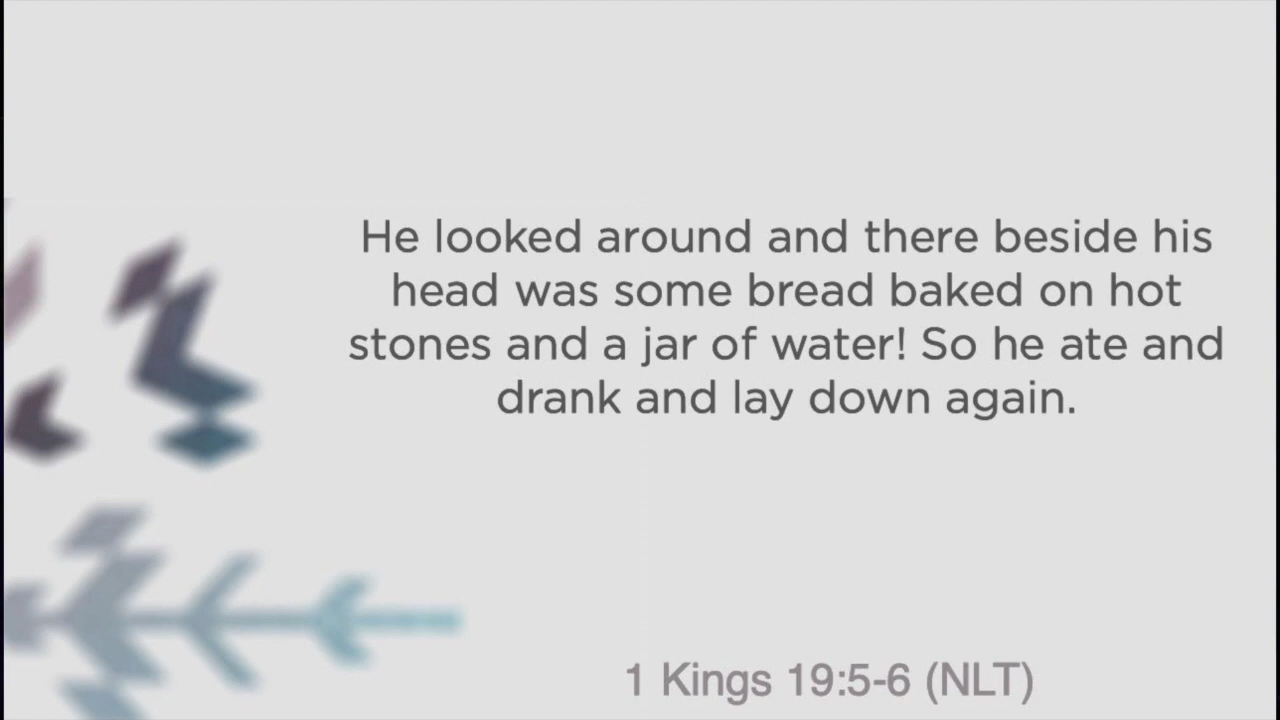 He looked around and there beside his
head was some bread baked on hot
stones and a jar of water! So he ate and
drank and lay down again.
1 Kings 19:5-6 (NLT)